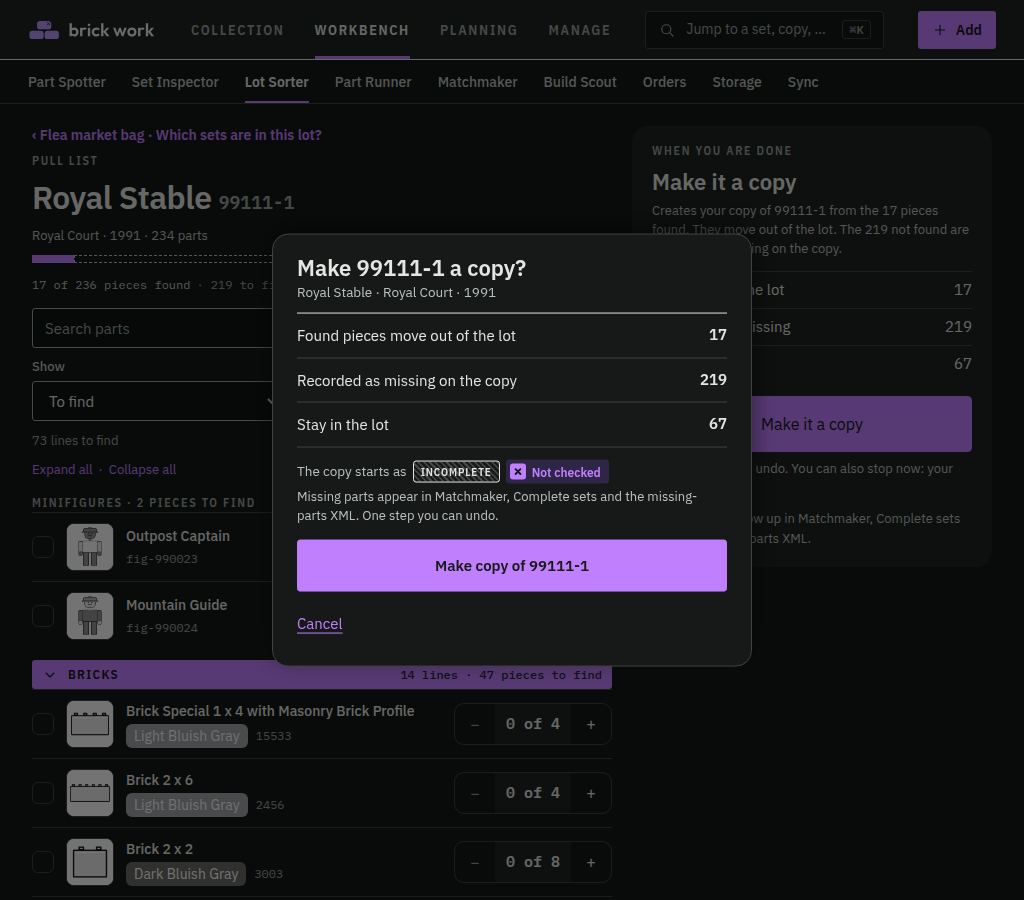 brick work
COLLECTION
WORKBENCH
PLANNING
MANAGE
Jump to a set, copy, ...
⌘K
+ Add
Part Spotter
Set Inspector
Lot Sorter
Part Runner
Matchmaker
Build Scout
Orders
Storage
Sync
‹ Flea market bag · Which sets are in this lot?
PULL LIST
Royal Stable 99111-1
Royal Court · 1991 · 234 parts
17 of 236 pieces found · 219 to fi
Search parts
Show
To find
73 lines to find
Expand all · Collapse all
MINIFIGURES · 2 PIECES TO FIND
Outpost Captain
fig-990023
Mountain Guide
fig-990024
BRICKS
14 lines · 47 pieces to find
Brick Special 1 x 4 with Masonry Brick Profile
Light Bluish Gray 15533
− 0 of 4 +
Brick 2 x 6
Light Bluish Gray 2456
− 0 of 4 +
Brick 2 x 2
Dark Bluish Gray 3003
− 0 of 8 +
WHEN YOU ARE DONE
Make it a copy
Creates your copy of 99111-1 from the 17 pieces
found. They move out of the lot. The 219 not found are
ng on the copy.
e lot 17
issing 219
67
Make it a copy
undo. You can also stop now: your
w up in Matchmaker, Complete sets
parts XML.
Make 99111-1 a copy?
Royal Stable · Royal Court · 1991
Found pieces move out of the lot 17
Recorded as missing on the copy 219
Stay in the lot 67
The copy starts as INCOMPLETE Not checked
Missing parts appear in Matchmaker, Complete sets and the missing-
parts XML. One step you can undo.
Make copy of 99111-1
Cancel